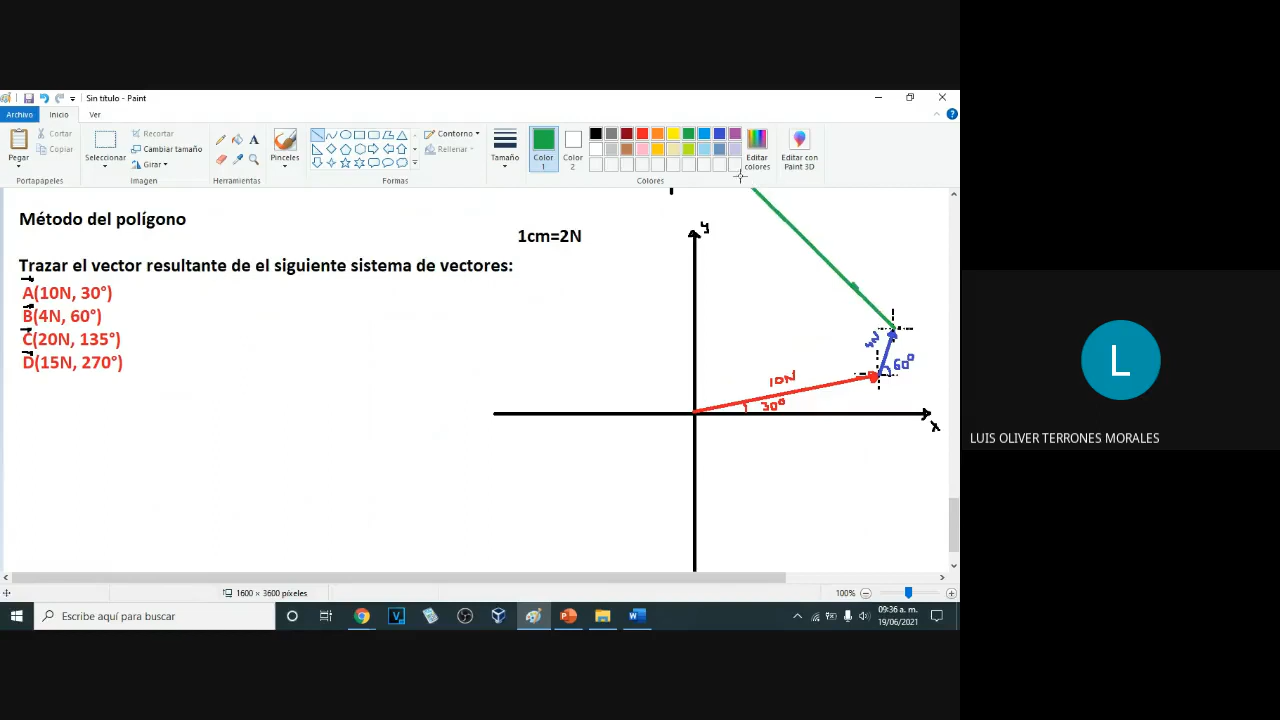 Sin título - Paint
Archivo Inicio Ver
Pegar
Cortar
Copiar
Portapapeles
Seleccionar
Recortar
Cambiar tamaño
Girar
Imagen
Herramientas
Pinceles
Contorno
Rellenar
Formas
Tamaño
Color 1
Color 2
Colores
Editar colores
Editar con Paint 3D
Método del polígono
1cm=2N
Trazar el vector resultante de el siguiente sistema de vectores:
A(10N, 30°)
B(4N, 60°)
C(20N, 135°)
D(15N, 270°)
y
4N
60°
10N
30°
x
L
LUIS OLIVER TERRONES MORALES
1600 × 3600 píxeles
100%
Escribe aquí para buscar
09:36 a. m.
19/06/2021